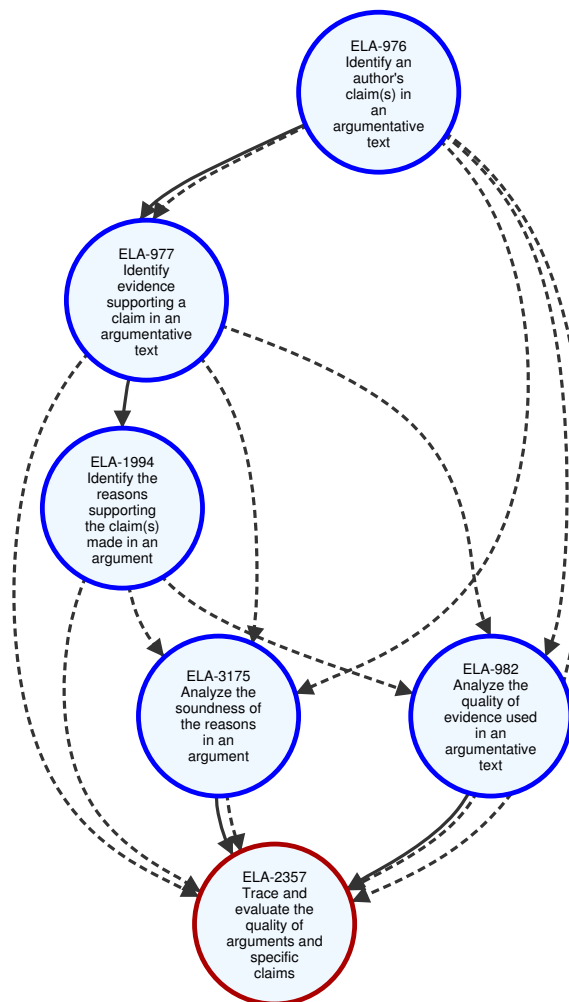 ELA-976
Identify an
author's
claim(s) in
an
argumentative
text
ELA-977
Identify
evidence
supporting a
claim in an
argumentative
text
ELA-1994
Identify the
reasons
supporting
the claim(s)
made in an
argument
ELA-3175
Analyze the
soundness of
the reasons
in an
argument
ELA-982
Analyze the
quality of
evidence used
in an
argumentative
text
ELA-2357
Trace and
evaluate the
quality of
arguments and
specific
claims